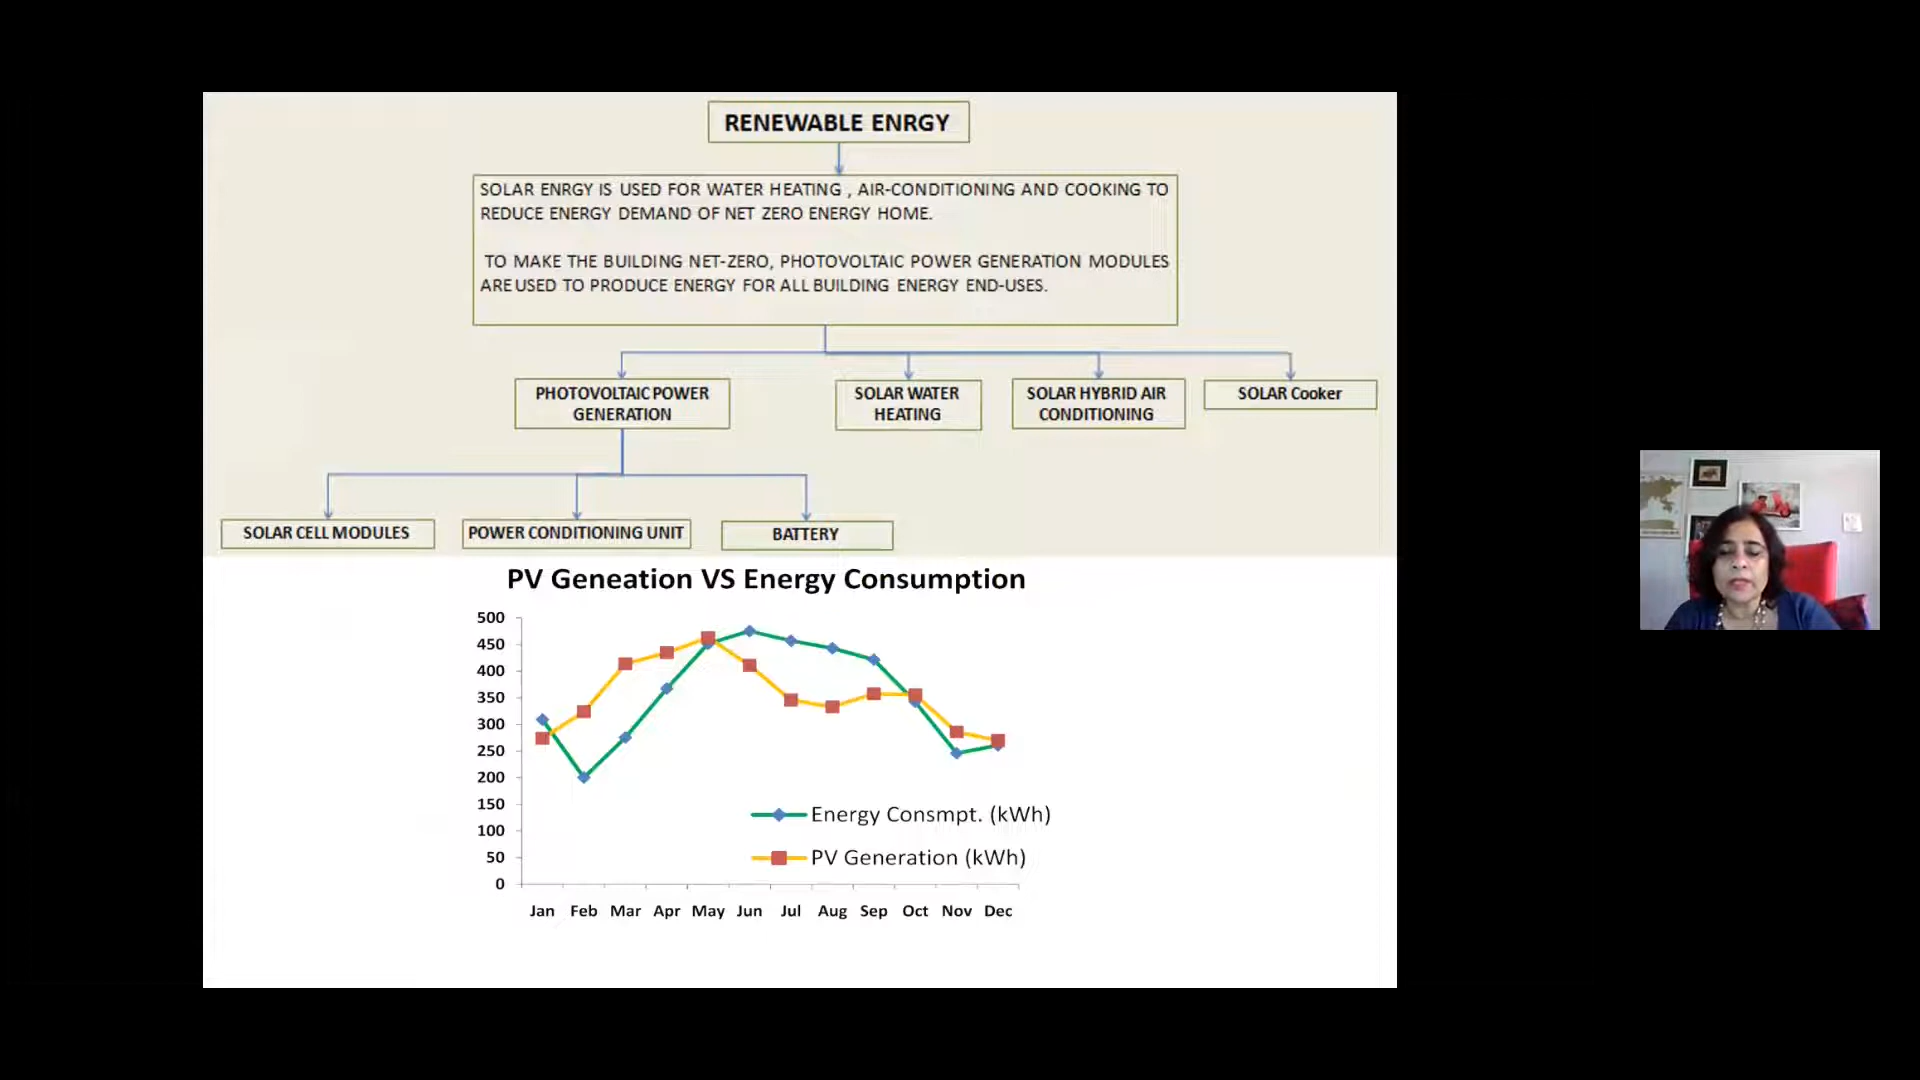 RENEWABLE ENRGY
SOLAR ENRGY IS USED FOR WATER HEATING , AIR-CONDITIONING AND COOKING TO
REDUCE ENERGY DEMAND OF NET ZERO ENERGY HOME.
TO MAKE THE BUILDING NET-ZERO, PHOTOVOLTAIC POWER GENERATION MODULES
ARE USED TO PRODUCE ENERGY FOR ALL BUILDING ENERGY END-USES.
PHOTOVOLTAIC POWER
GENERATION
SOLAR WATER
HEATING
SOLAR HYBRID AIR
CONDITIONING
SOLAR Cooker
SOLAR CELL MODULES
POWER CONDITIONING UNIT
BATTERY
PV Geneation VS Energy Consumption
500
450
400
350
300
250
200
150
100
50
0
Energy Consmpt. (kWh)
PV Generation (kWh)
Jan Feb Mar Apr May Jun Jul Aug Sep Oct Nov Dec